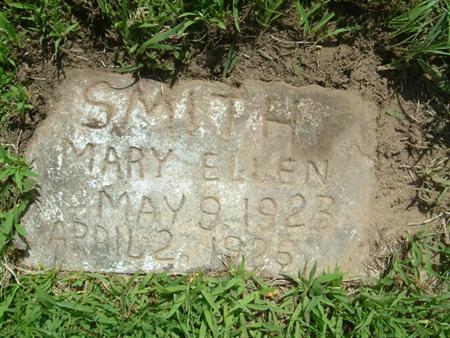 SMITH
MARY ELLEN
MAY 9, 1923
APRIL 2, 1925